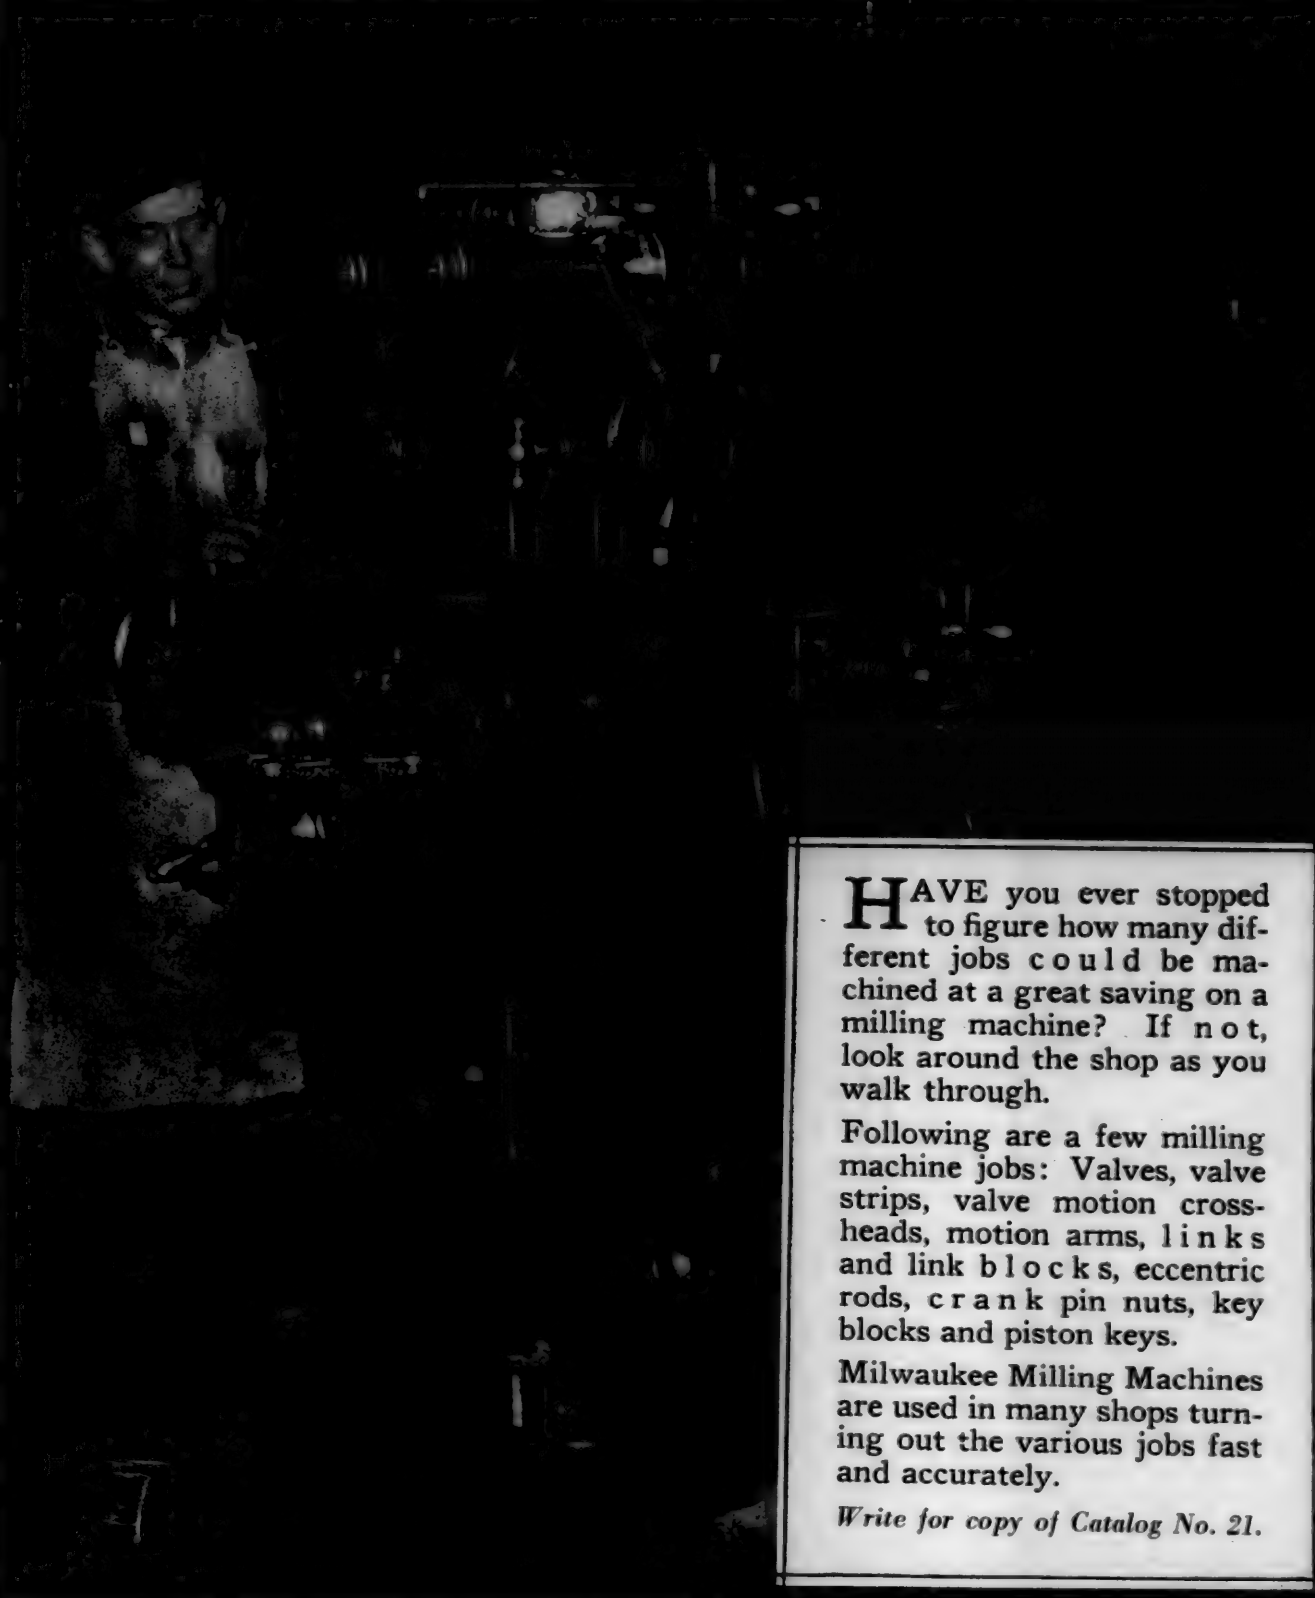 HAVE you ever stopped
to figure how many dif-
ferent jobs could be ma-
chined at a great saving on a
milling machine? If not,
look around the shop as you
walk through.
Following are a few milling
machine jobs: Valves, valve
strips, valve motion cross-
heads, motion arms, links
and link blocks, eccentric
rods, crank pin nuts, key
blocks and piston keys.
Milwaukee Milling Machines
are used in many shops turn-
ing out the various jobs fast
and accurately.
Write for copy of Catalog No. 21.